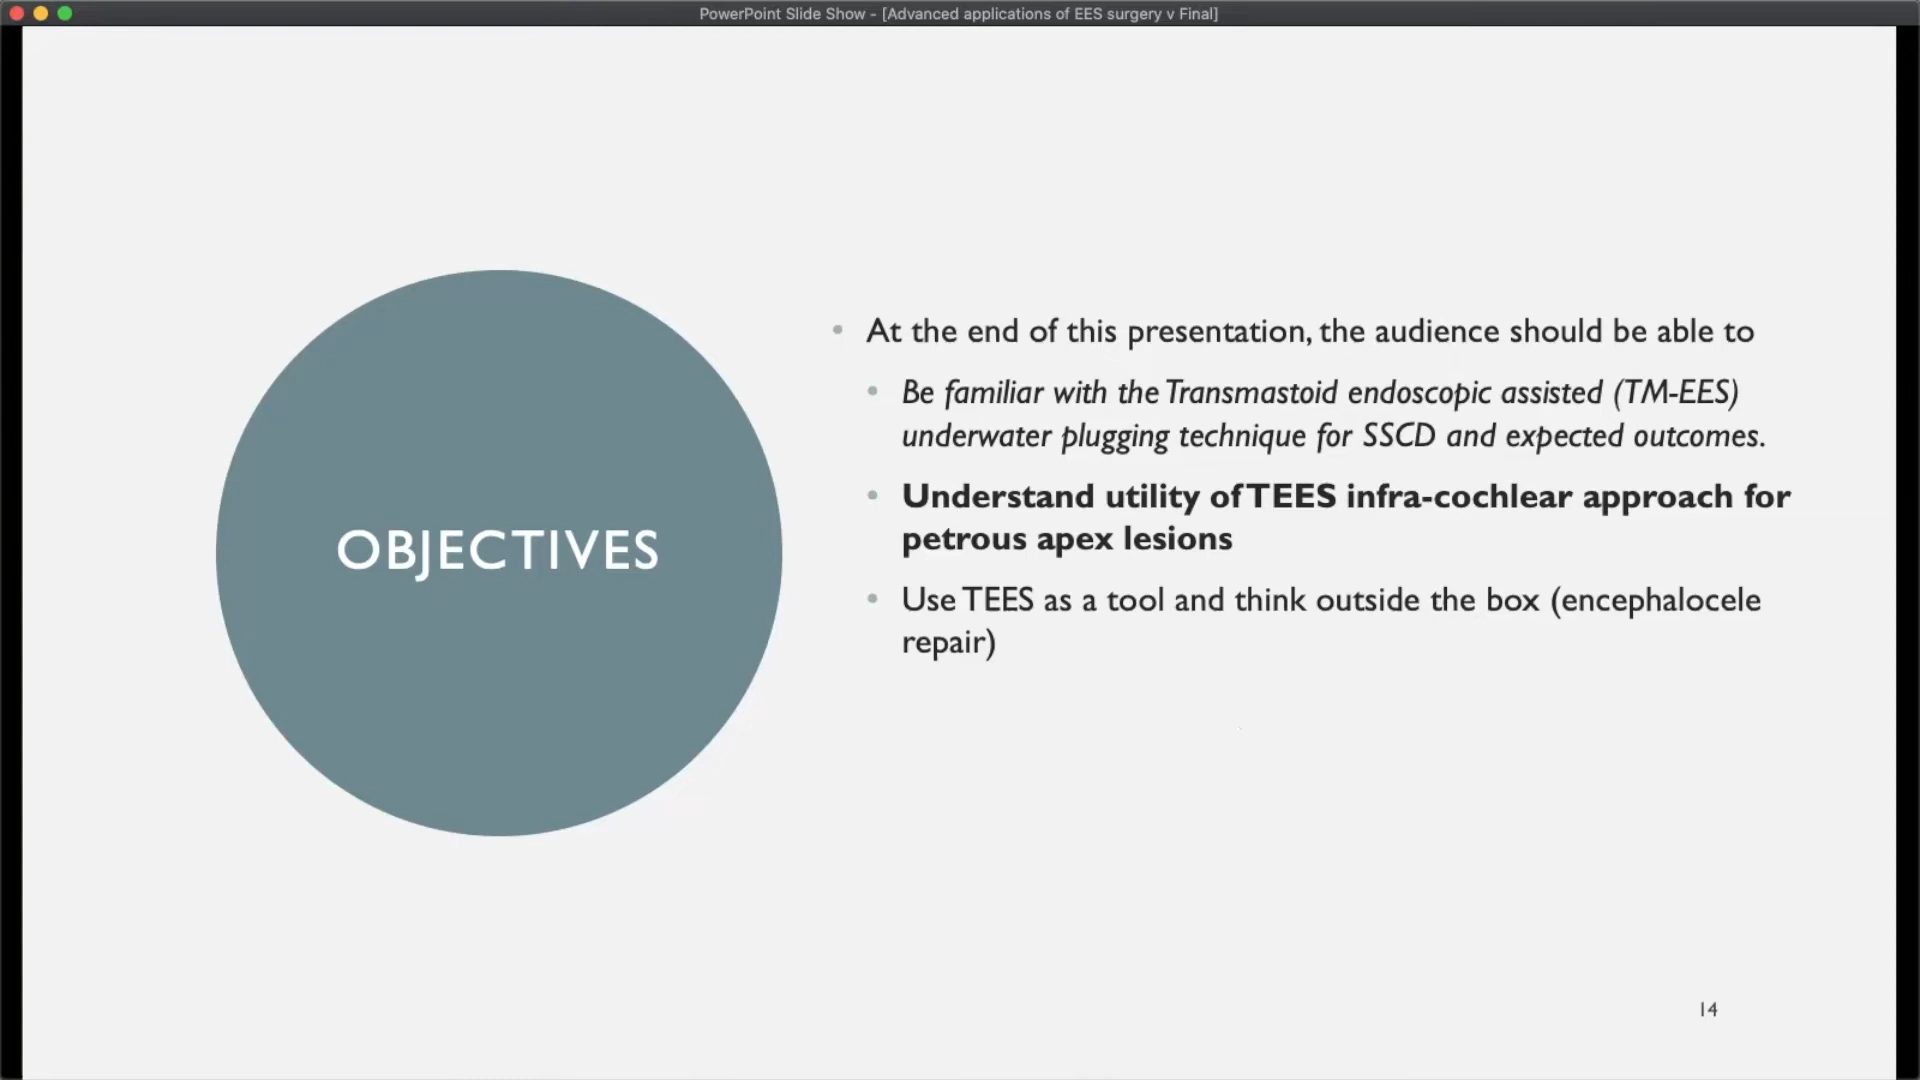 PowerPoint Slide Show - [Advanced applications of EES surgery v Final]
OBJECTIVES
• At the end of this presentation, the audience should be able to
• Be familiar with the Transmastoid endoscopic assisted (TM-EES)
underwater plugging technique for SSCD and expected outcomes.
• Understand utility of TEES infra-cochlear approach for
petrous apex lesions
• Use TEES as a tool and think outside the box (encephalocele
repair)
14